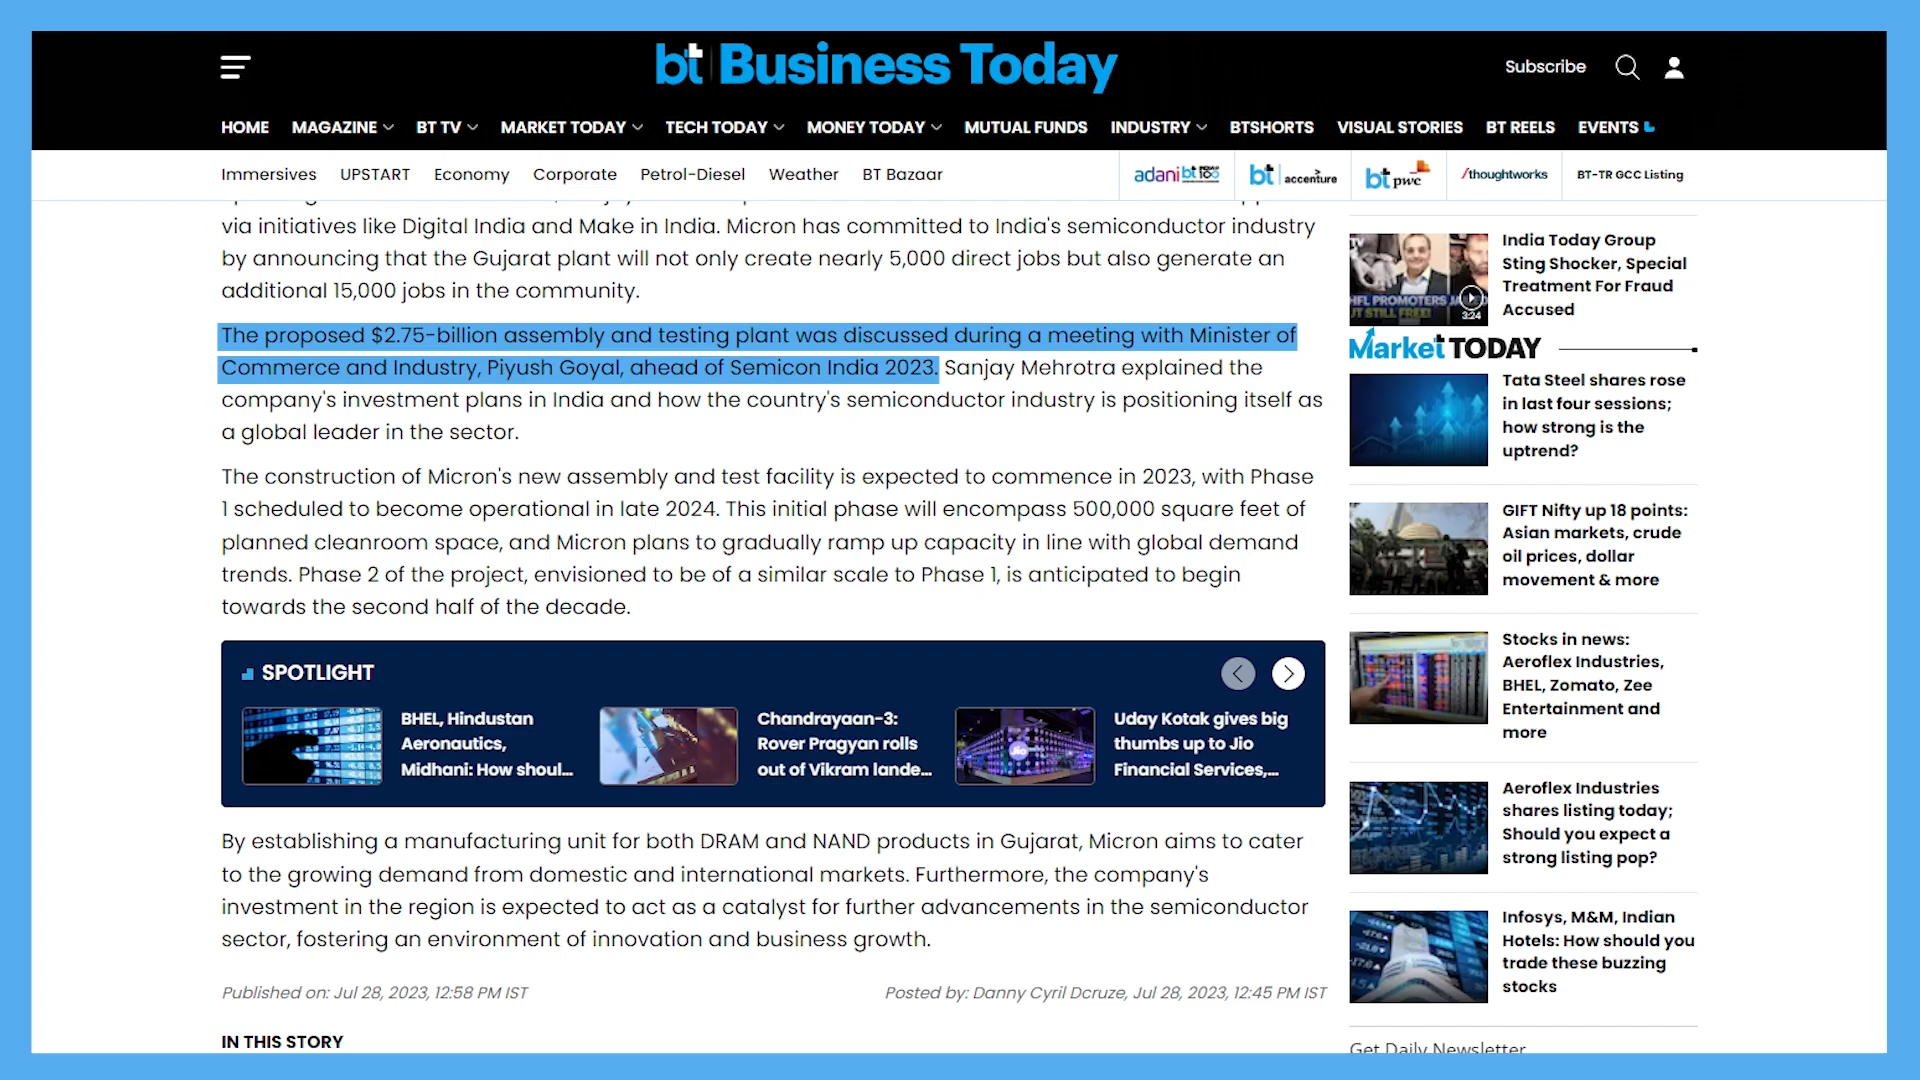 bt Business Today
Subscribe
HOME MAGAZINE BT TV MARKET TODAY TECH TODAY MONEY TODAY MUTUAL FUNDS INDUSTRY BTSHORTS VISUAL STORIES BT REELS EVENTS
Immersives UPSTART Economy Corporate Petrol-Diesel Weather BT Bazaar
adani bt accenture bt pwc /thoughtworks BT-TR GCC Listing
via initiatives like Digital India and Make in India. Micron has committed to India's semiconductor industry
by announcing that the Gujarat plant will not only create nearly 5,000 direct jobs but also generate an
additional 15,000 jobs in the community.
The proposed $2.75-billion assembly and testing plant was discussed during a meeting with Minister of
Commerce and Industry, Piyush Goyal, ahead of Semicon India 2023. Sanjay Mehrotra explained the
company's investment plans in India and how the country's semiconductor industry is positioning itself as
a global leader in the sector.
The construction of Micron's new assembly and test facility is expected to commence in 2023, with Phase
1 scheduled to become operational in late 2024. This initial phase will encompass 500,000 square feet of
planned cleanroom space, and Micron plans to gradually ramp up capacity in line with global demand
trends. Phase 2 of the project, envisioned to be of a similar scale to Phase 1, is anticipated to begin
towards the second half of the decade.
SPOTLIGHT
BHEL, Hindustan
Aeronautics,
Midhani: How shoul...
Chandrayaan-3:
Rover Pragyan rolls
out of Vikram lande...
Jio
Uday Kotak gives big
thumbs up to Jio
Financial Services,...
By establishing a manufacturing unit for both DRAM and NAND products in Gujarat, Micron aims to cater
to the growing demand from domestic and international markets. Furthermore, the company's
investment in the region is expected to act as a catalyst for further advancements in the semiconductor
sector, fostering an environment of innovation and business growth.
Published on: Jul 28, 2023, 12:58 PM IST
Posted by: Danny Cyril Dcruze, Jul 28, 2023, 12:45 PM IST
IN THIS STORY
HFL PROMOTERS
STILL FREE!
3:24
India Today Group
Sting Shocker, Special
Treatment For Fraud
Accused
Market TODAY
Tata Steel shares rose
in last four sessions;
how strong is the
uptrend?
GIFT Nifty up 18 points:
Asian markets, crude
oil prices, dollar
movement & more
Stocks in news:
Aeroflex Industries,
BHEL, Zomato, Zee
Entertainment and
more
Aeroflex Industries
shares listing today;
Should you expect a
strong listing pop?
Infosys, M&M, Indian
Hotels: How should you
trade these buzzing
stocks
Get Daily Newsletter